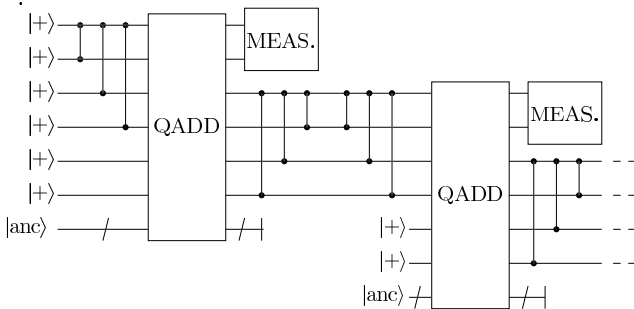 .
|+⟩
|+⟩ MEAS.
|+⟩
|+⟩ QADD MEAS.
|+⟩
|+⟩ QADD
|anc⟩ |+⟩
|+⟩
|anc⟩